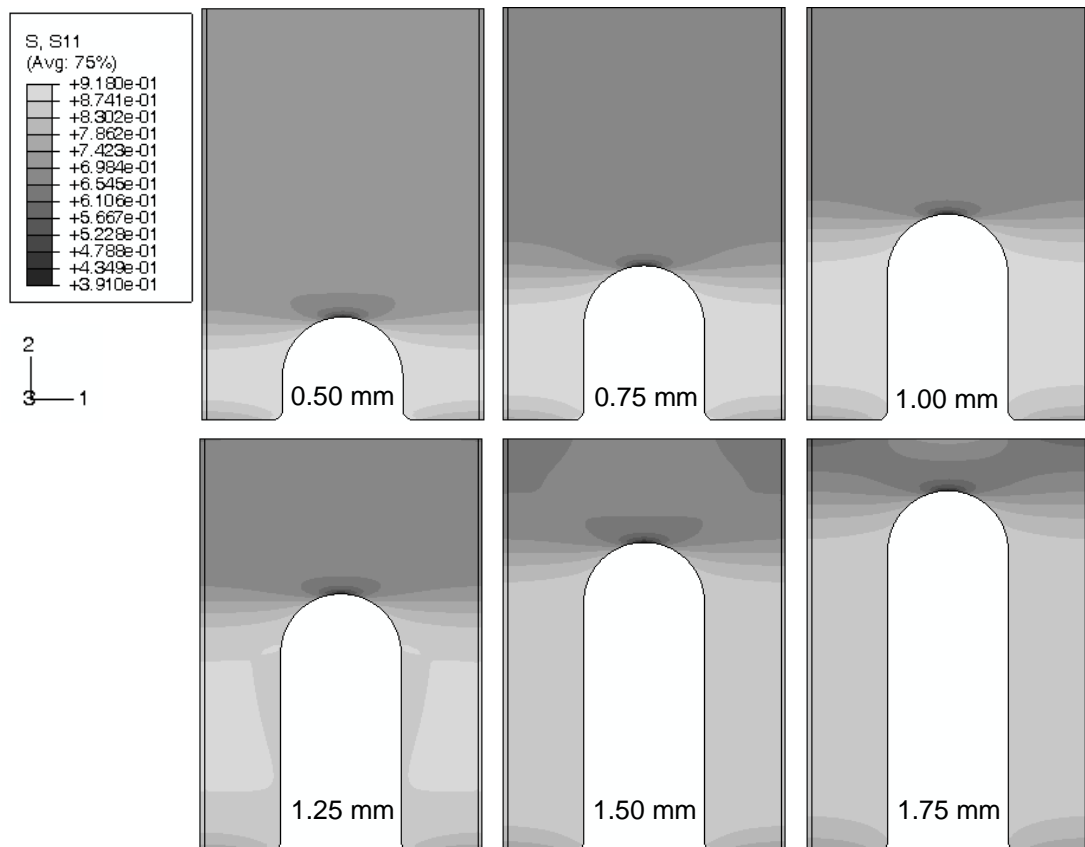 S, S11
(Avg: 75%)
+9.180e-01
+8.741e-01
+8.302e-01
+7.862e-01
+7.423e-01
+6.984e-01
+6.545e-01
+6.106e-01
+5.667e-01
+5.228e-01
+4.788e-01
+4.349e-01
+3.910e-01
2
3 1
0.50 mm
0.75 mm
1.00 mm
1.25 mm
1.50 mm
1.75 mm